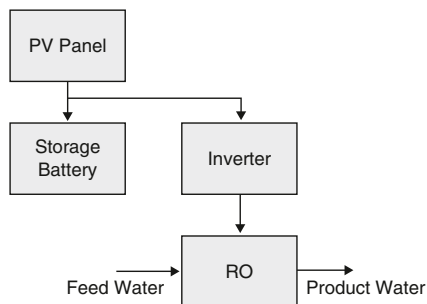 PV Panel
Storage
Battery
Inverter
RO
Feed Water
Product Water